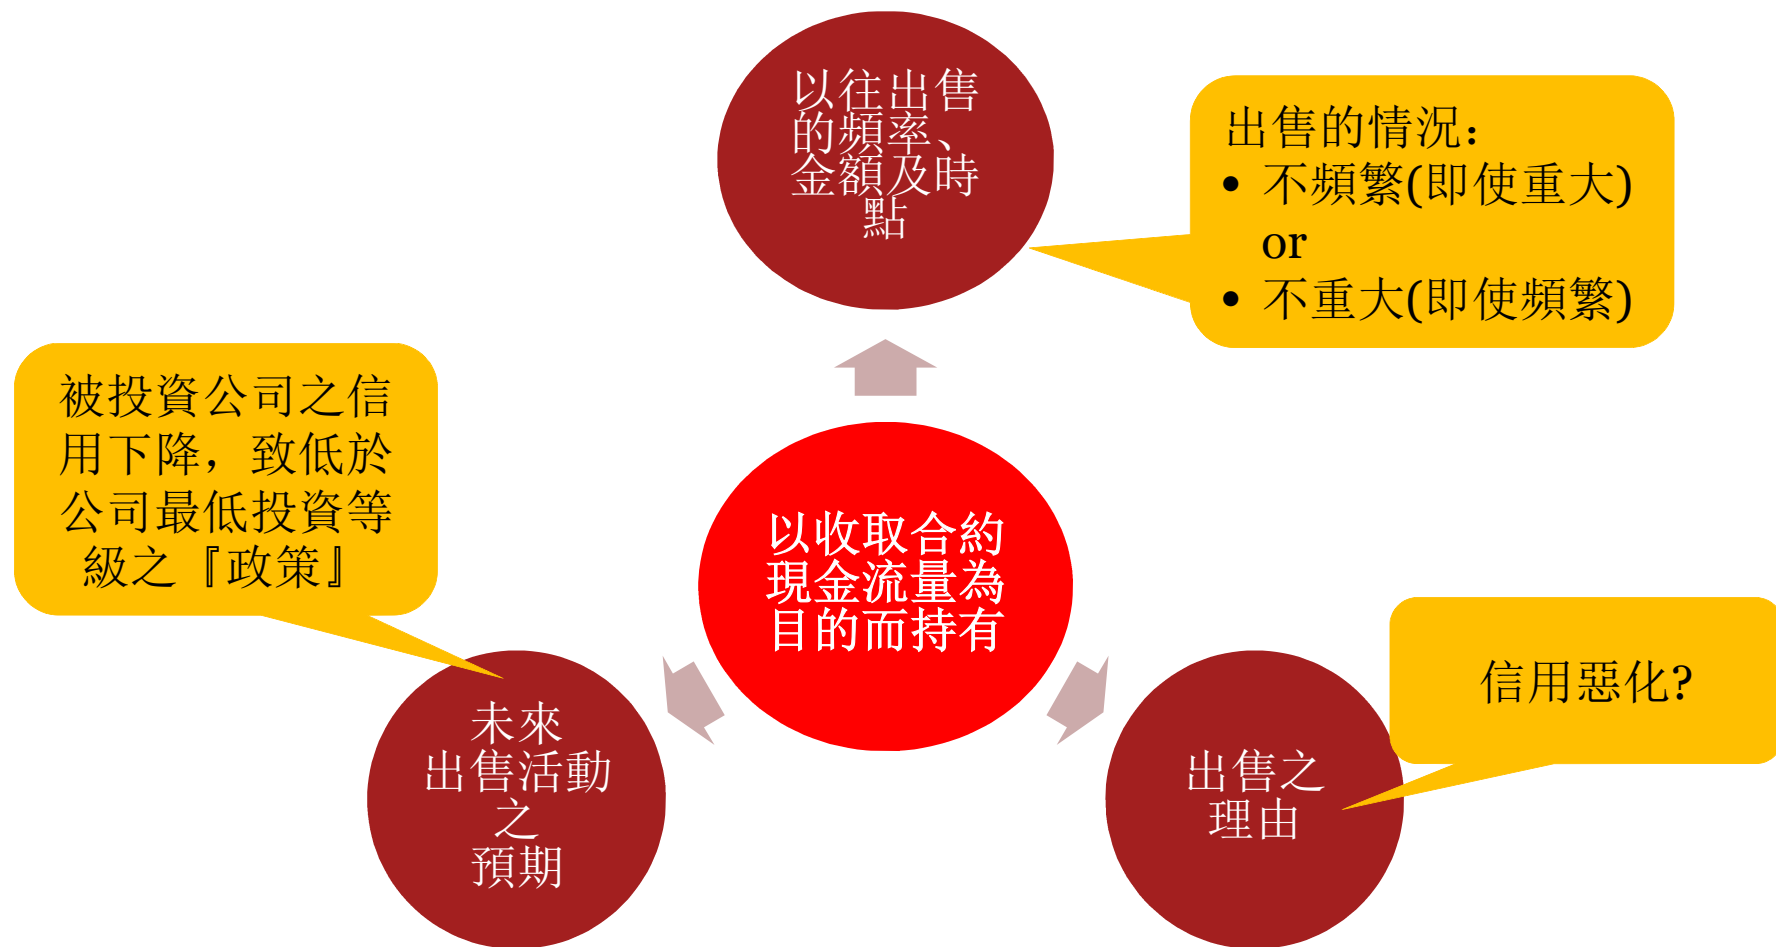 以往出售
的頻率、
金額及時
點
出售的情況：
• 不頻繁(即使重大)
or
• 不重大(即使頻繁)
被投資公司之信
用下降，致低於
公司最低投資等
級之『政策』
以收取合約
現金流量為
目的而持有
信用惡化?
未來
出售活動
之
預期
出售之
理由